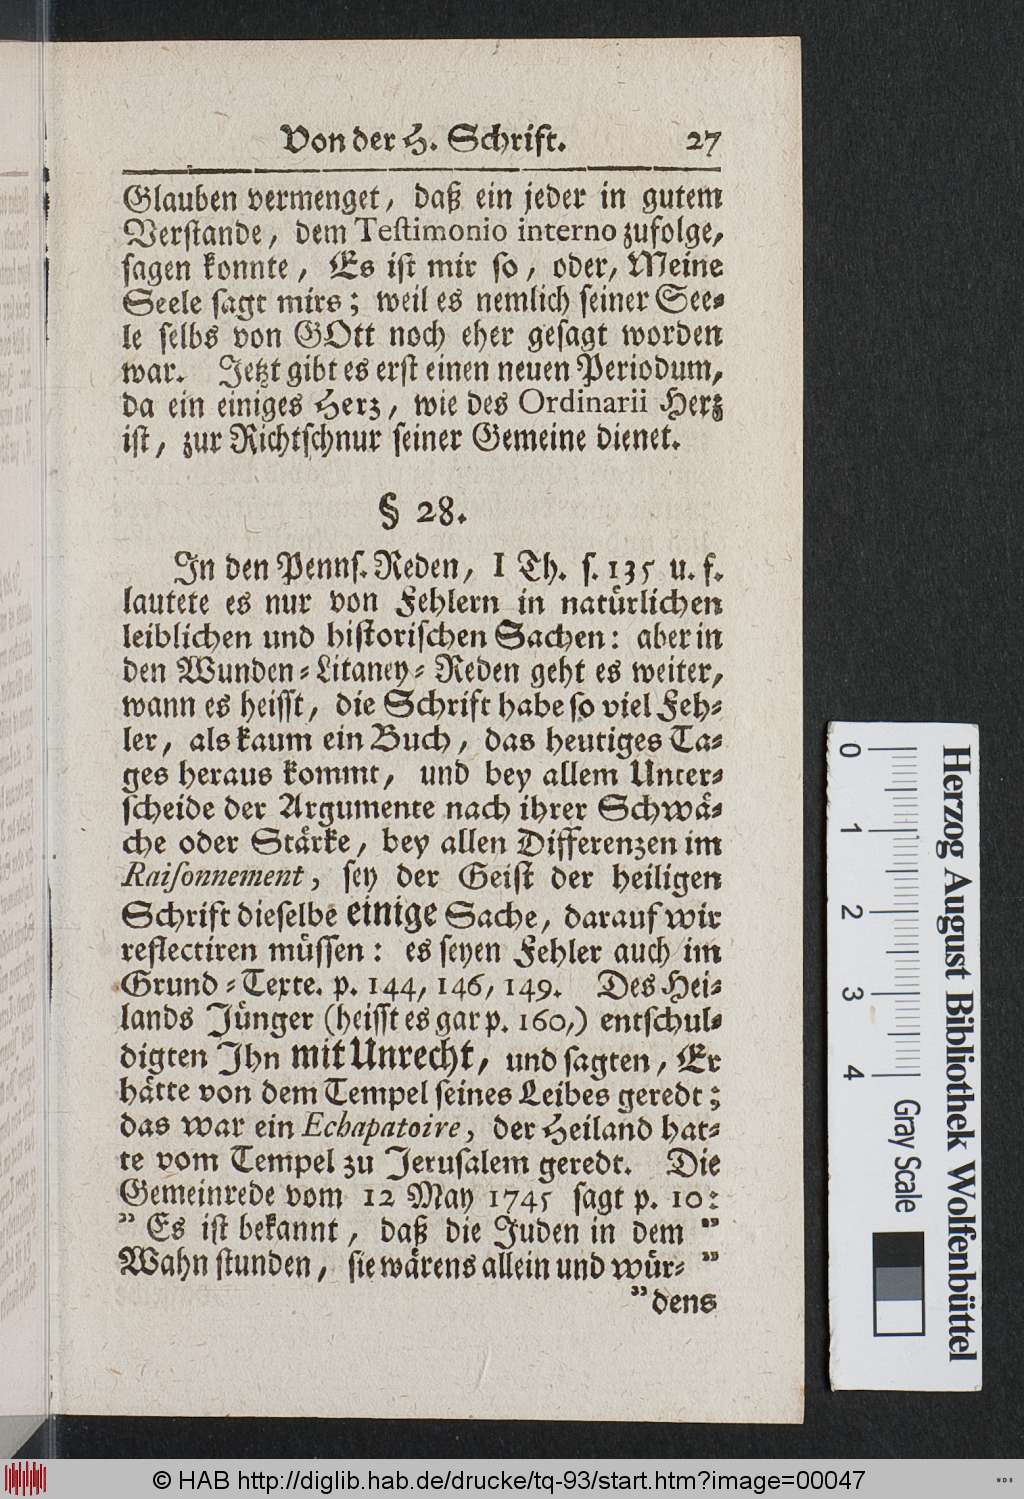 Von der H. Schrift. 27
Glauben vermenget, daß ein jeder in gutem
Verstande, dem Testimonio interno zufolge,
sagen konnte, Es ist mir so, oder, Meine
Seele sagt mirs; weil es nemlich seiner See-
le selbs von GOtt noch eher gesagt worden
war. Jetzt gibt es erst einen neuen Periodum,
da ein einiges Herz, wie des Ordinarii Herz
ist, zur Richtschnur seiner Gemeine dienet.
§ 28.
In den Penns. Reden, I Th. s. 135 u. f.
lautete es nur von Fehlern in natürlichen
leiblichen und historischen Sachen: aber in
den Wunden-Litaney-Reden geht es weiter,
wann es heisst, die Schrift habe so viel Feh-
ler, als kaum ein Buch, das heutiges Ta-
ges heraus kommt, und bey allem Unter-
scheide der Argumente nach ihrer Schwä-
che oder Stärke, bey allen Differenzen im
Raisonnement, sey der Geist der heiligen
Schrift dieselbe einige Sache, darauf wir
reflectiren müssen: es seyen Fehler auch im
Grund-Texte. p. 144, 146, 149. Des Hei-
lands Jünger (heisst es gar p. 160,) entschul-
digten Ihn mit Unrecht, und sagten, Er
hätte von dem Tempel seines Leibes geredt;
das war ein Echapatoire, der Heiland hat-
te vom Tempel zu Jerusalem geredt. Die
Gemeinrede vom 12 May 1745 sagt p. 10:
" Es ist bekannt, daß die Juden in dem "
Wahn stunden, sie wärens allein und wür- "
"dens
0 1 2 3 4 Gray Scale
Herzog August Bibliothek Wolfenbüttel
© HAB http://diglib.hab.de/drucke/tq-93/start.htm?image=00047